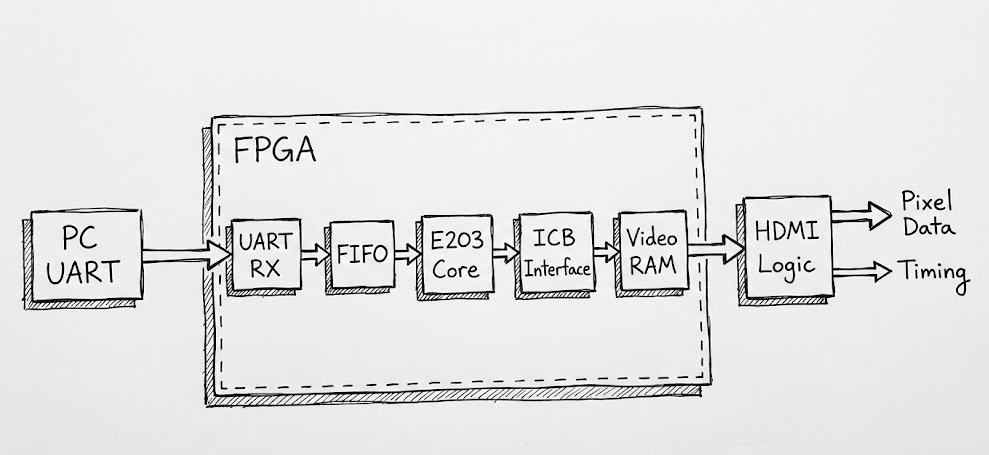 FPGA
PC
UART
UART
RX
FIFO
E203
Core
ICB
Interface
Video
RAM
HDMI
Logic
Pixel
Data
Timing